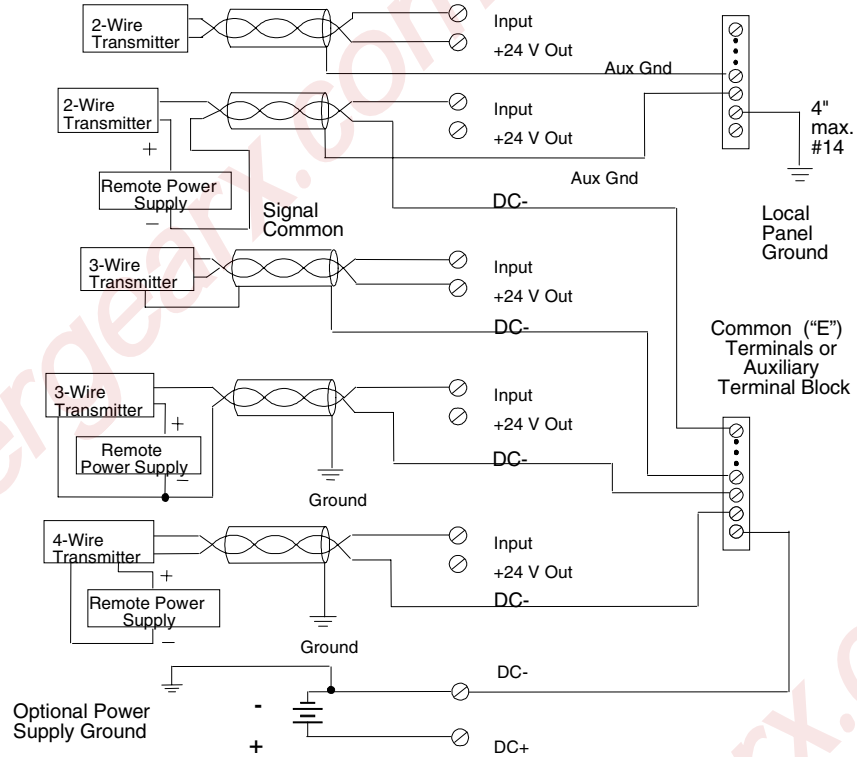 2-Wire
Transmitter
Input
+24 V Out
Aux Gnd
2-Wire
Transmitter
Input
+24 V Out
4"
max.
#14
+
Remote Power
Supply
−
Aux Gnd
DC-
Signal
Common
Local
Panel
Ground
3-Wire
Transmitter
Input
+24 V Out
DC-
Common ("E")
Terminals or
Auxiliary
Terminal Block
3-Wire
Transmitter
Input
+24 V Out
+
Remote
Power Supply
−
DC-
Ground
4-Wire
Transmitter
Input
+24 V Out
+
Remote Power
Supply
−
DC-
Ground
DC-
Optional Power
Supply Ground
-
+
DC+